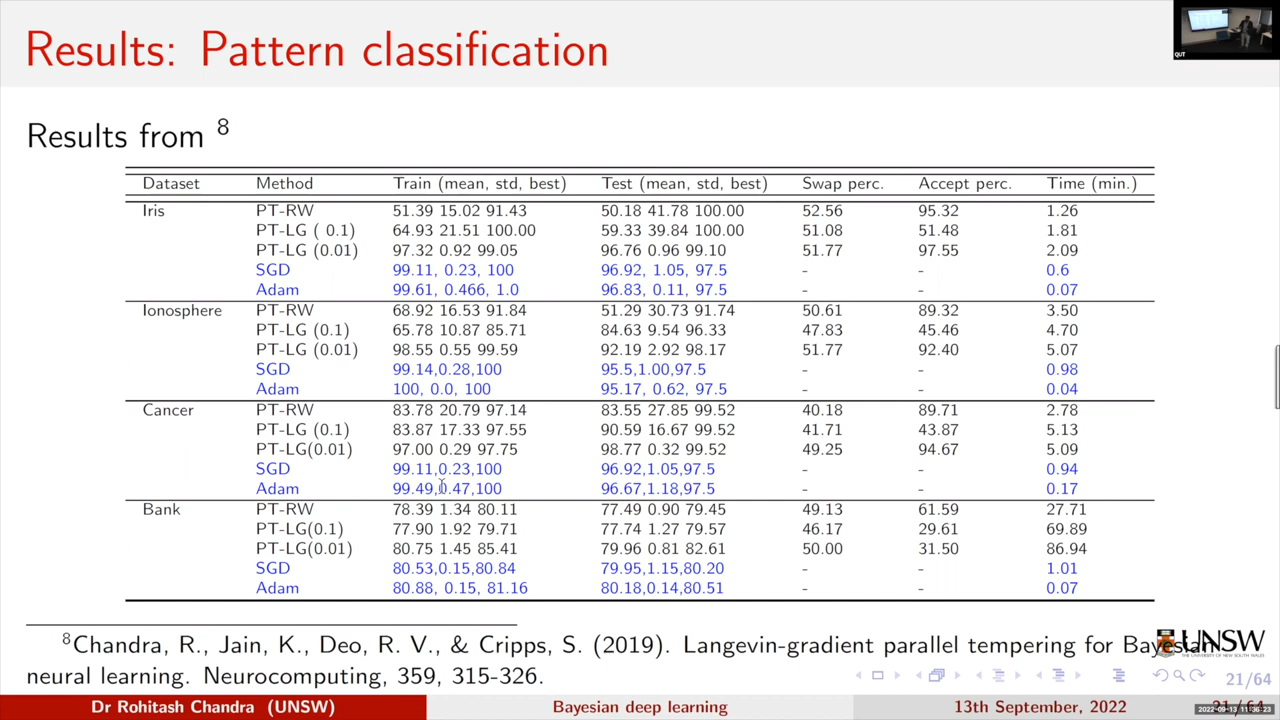 Results: Pattern classification
QUT
Results from 8
Dataset Method Train (mean, std, best) Test (mean, std, best) Swap perc. Accept perc. Time (min.)
Iris PT-RW 51.39 15.02 91.43 50.18 41.78 100.00 52.56 95.32 1.26
PT-LG ( 0.1) 64.93 21.51 100.00 59.33 39.84 100.00 51.08 51.48 1.81
PT-LG (0.01) 97.32 0.92 99.05 96.76 0.96 99.10 51.77 97.55 2.09
SGD 99.11, 0.23, 100 96.92, 1.05, 97.5 - - 0.6
Adam 99.61, 0.466, 1.0 96.83, 0.11, 97.5 - - 0.07
Ionosphere PT-RW 68.92 16.53 91.84 51.29 30.73 91.74 50.61 89.32 3.50
PT-LG (0.1) 65.78 10.87 85.71 84.63 9.54 96.33 47.83 45.46 4.70
PT-LG (0.01) 98.55 0.55 99.59 92.19 2.92 98.17 51.77 92.40 5.07
SGD 99.14,0.28,100 95.5,1.00,97.5 - - 0.98
Adam 100, 0.0, 100 95.17, 0.62, 97.5 - - 0.04
Cancer PT-RW 83.78 20.79 97.14 83.55 27.85 99.52 40.18 89.71 2.78
PT-LG (0.1) 83.87 17.33 97.55 90.59 16.67 99.52 41.71 43.87 5.13
PT-LG(0.01) 97.00 0.29 97.75 98.77 0.32 99.52 49.25 94.67 5.09
SGD 99.11,0.23,100 96.92,1.05,97.5 - - 0.94
Adam 99.49,0.47,100 96.67,1.18,97.5 - - 0.17
Bank PT-RW 78.39 1.34 80.11 77.49 0.90 79.45 49.13 61.59 27.71
PT-LG(0.1) 77.90 1.92 79.71 77.74 1.27 79.57 46.17 29.61 69.89
PT-LG(0.01) 80.75 1.45 85.41 79.96 0.81 82.61 50.00 31.50 86.94
SGD 80.53,0.15,80.84 79.95,1.15,80.20 - - 1.01
Adam 80.88, 0.15, 81.16 80.18,0.14,80.51 - - 0.07
8Chandra, R., Jain, K., Deo, R. V., & Cripps, S. (2019). Langevin-gradient parallel tempering for Bayesian
UNSW
neural learning. Neurocomputing, 359, 315-326.
21/64
Dr Rohitash Chandra (UNSW) Bayesian deep learning 13th September, 2022 21/64
2022-09-13 11:36:23